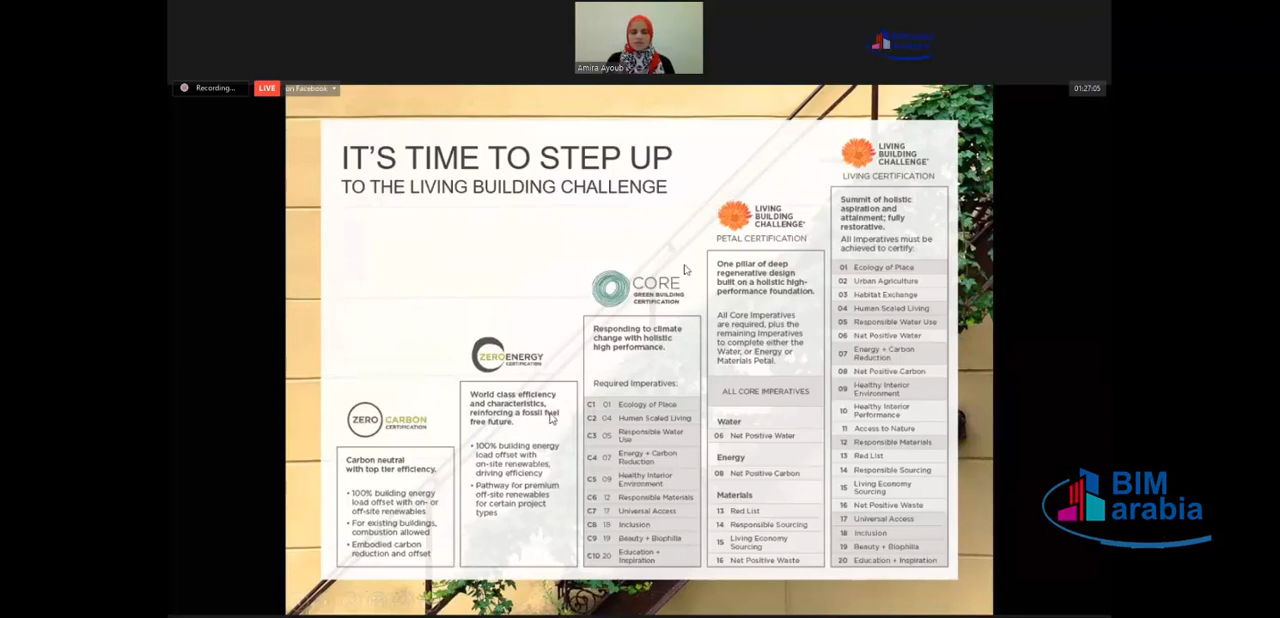 BIM
arabia
Amira Ayoub
Recording...
LIVE
on Facebook
01:27:05
IT'S TIME TO STEP UP
TO THE LIVING BUILDING CHALLENGE
ZERO CARBON
CERTIFICATION
Carbon neutral
with top tier efficiency.
• 100% building energy
load offset with on- or
off-site renewables
• For existing buildings,
combustion allowed
• Embodied carbon
reduction and offset
ZERO ENERGY
CERTIFICATION
World class efficiency
and characteristics,
reinforcing a fossil fuel
free future.
• 100% building energy
load offset with
on-site renewables,
driving efficiency
• Pathway for premium
off-site renewables
for certain project
types
CORE
GREEN BUILDING
CERTIFICATION
Responding to climate
change with holistic
high performance.
Required Imperatives:
C1 01 Ecology of Place
C2 04 Human Scaled Living
C3 05 Responsible Water
Use
C4 07 Energy + Carbon
Reduction
C5 09 Healthy Interior
Environment
C6 12 Responsible Materials
C7 17 Universal Access
C8 18 Inclusion
C9 19 Beauty + Biophilia
C10 20 Education +
Inspiration
LIVING
BUILDING
CHALLENGE
PETAL CERTIFICATION
One pillar of deep
regenerative design
built on a holistic high-
performance foundation.
All Core Imperatives
are required, plus the
remaining Imperatives
to complete either the
Water, or Energy or
Materials Petal.
ALL CORE IMPERATIVES
Water
06 Net Positive Water
Energy
08 Net Positive Carbon
Materials
13 Red List
14 Responsible Sourcing
15 Living Economy
Sourcing
16 Net Positive Waste
LIVING
BUILDING
CHALLENGE
LIVING CERTIFICATION
Summit of holistic
aspiration and
attainment; fully
restorative.
All Imperatives must be
achieved to certify:
01 Ecology of Place
02 Urban Agriculture
03 Habitat Exchange
04 Human Scaled Living
05 Responsible Water Use
06 Net Positive Water
07 Energy + Carbon
Reduction
08 Net Positive Carbon
09 Healthy Interior
Environment
10 Healthy Interior
Performance
11 Access to Nature
12 Responsible Materials
13 Red List
14 Responsible Sourcing
15 Living Economy
Sourcing
16 Net Positive Waste
17 Universal Access
18 Inclusion
19 Beauty + Biophilia
20 Education + Inspiration
BIM
arabia